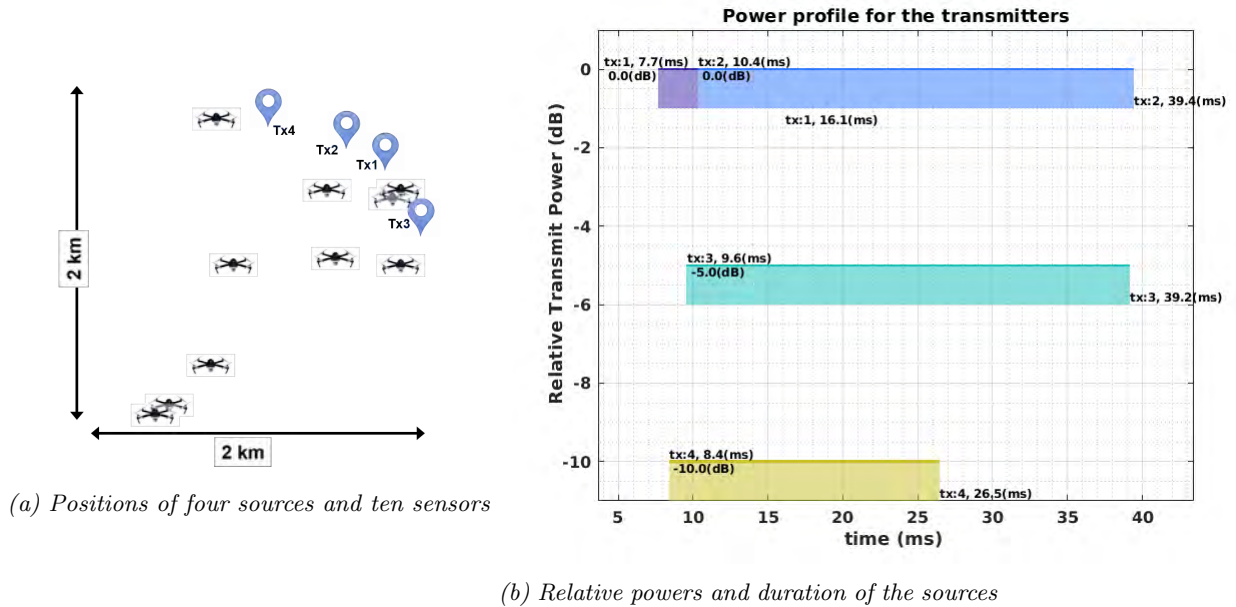 Tx4
Tx2
Tx1
Tx3
2 km
2 km
(a) Positions of four sources and ten sensors
Power profile for the transmitters
tx:1, 7.7(ms)
0.0(dB)
tx:2, 10.4(ms)
0.0(dB)
tx:2, 39.4(ms)
tx:1, 16.1(ms)
tx:3, 9.6(ms)
-5.0(dB)
tx:3, 39.2(ms)
tx:4, 8.4(ms)
-10.0(dB)
tx:4, 26.5(ms)
Relative Transmit Power (dB)
0
-2
-4
-6
-8
-10
5 10 15 20 25 30 35 40
time (ms)
(b) Relative powers and duration of the sources